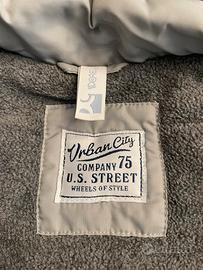 Urban City
COMPANY 75
U.S. STREET
WHEELS OF STYLE